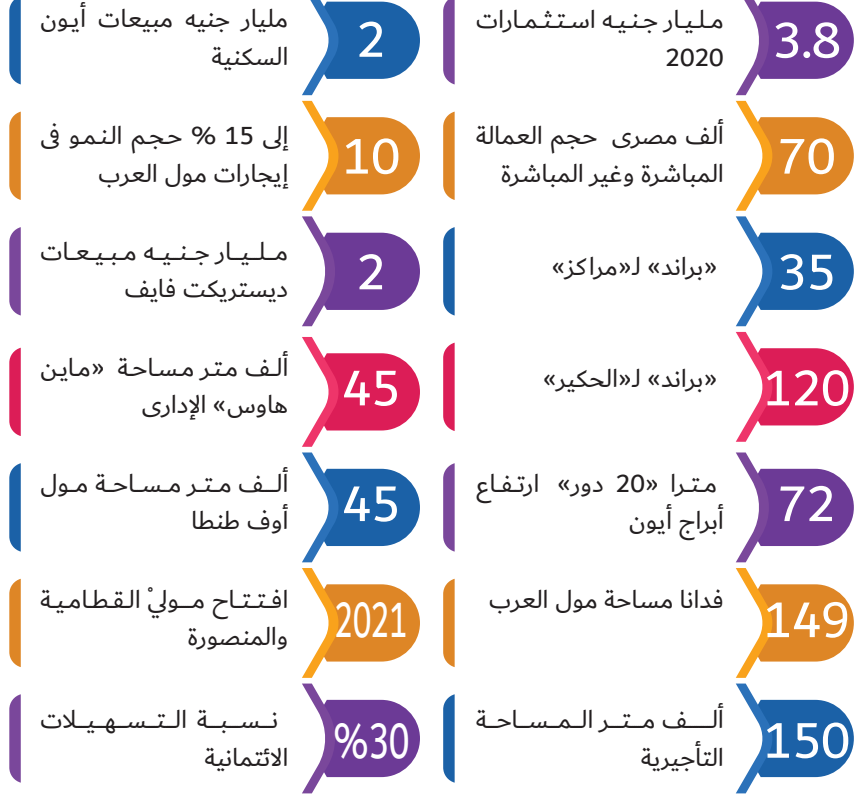 3.8
مليار جنيه استثمارات
2020
70
ألف مصرى حجم العمالة
المباشرة وغير المباشرة
35
«براند» لـ«مراكز»
120
«براند» لـ«الحكير»
72
مترا «20 دور» ارتفاع
أبراج أيون
149
فدانا مساحة مول العرب
150
ألف متر المساحة
التأجيرية
2
مليار جنيه مبيعات أيون
السكنية
10
إلى 15 % حجم النمو فى
إيجارات مول العرب
2
مليار جنيه مبيعات
ديستريكت فايف
45
ألف متر مساحة «ماين
هاوس» الإدارى
45
ألف متر مساحة مول
أوف طنطا
2021
افتتاح موليْ القطامية
والمنصورة
%30
نسبة التسهيلات
الائتمانية